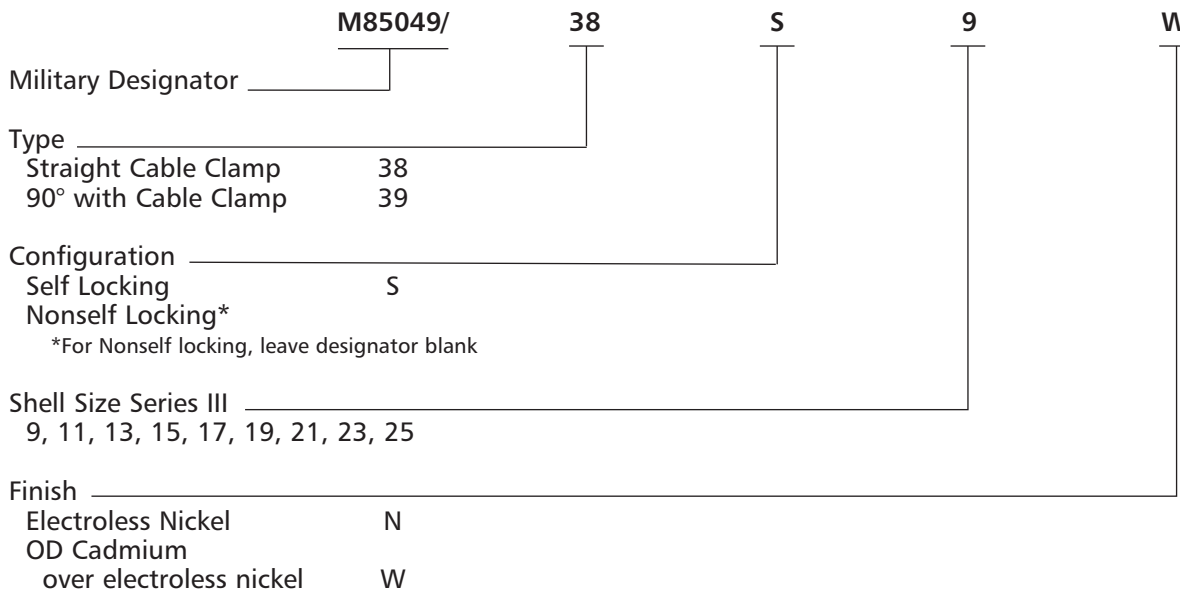 M85049/ 38 S 9 W
Military Designator
Type
Straight Cable Clamp 38
90° with Cable Clamp 39
Configuration
Self Locking S
Nonself Locking*
*For Nonself locking, leave designator blank
Shell Size Series III
9, 11, 13, 15, 17, 19, 21, 23, 25
Finish
Electroless Nickel N
OD Cadmium
over electroless nickel W